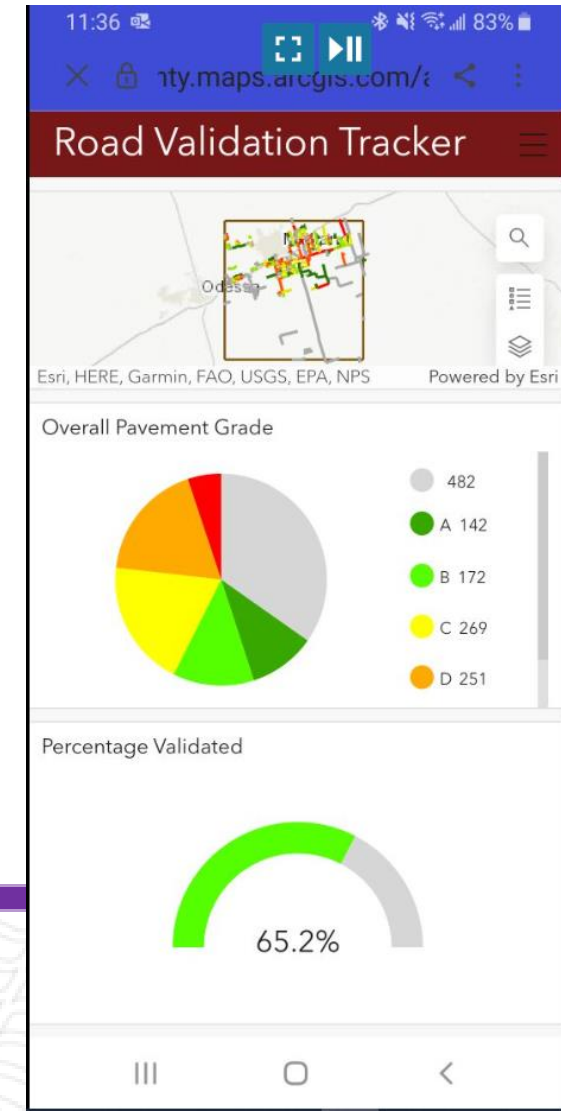 11:36 83%
nty.maps.arcgis.com/a
Road Validation Tracker
Esri, HERE, Garmin, FAO, USGS, EPA, NPS Powered by Esri
Overall Pavement Grade
482
A 142
B 172
C 269
D 251
Percentage Validated
65.2%